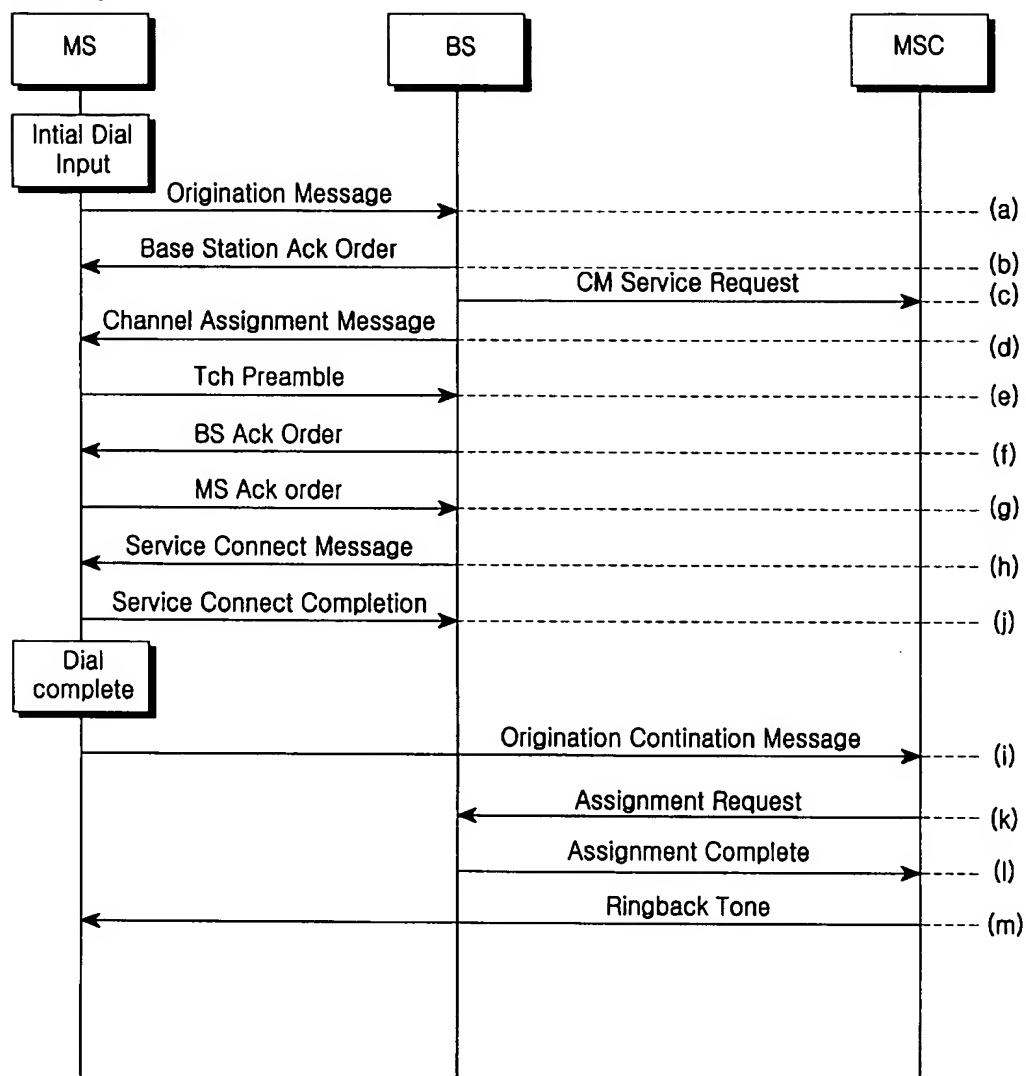 MS BS MSC
Intial Dial
Input
Origination Message (a)
Base Station Ack Order (b)
CM Service Request (c)
Channel Assignment Message (d)
Tch Preamble (e)
BS Ack Order (f)
MS Ack order (g)
Service Connect Message (h)
Service Connect Completion (j)
Dial
complete
Origination Contination Message (i)
Assignment Request (k)
Assignment Complete (l)
Ringback Tone (m)